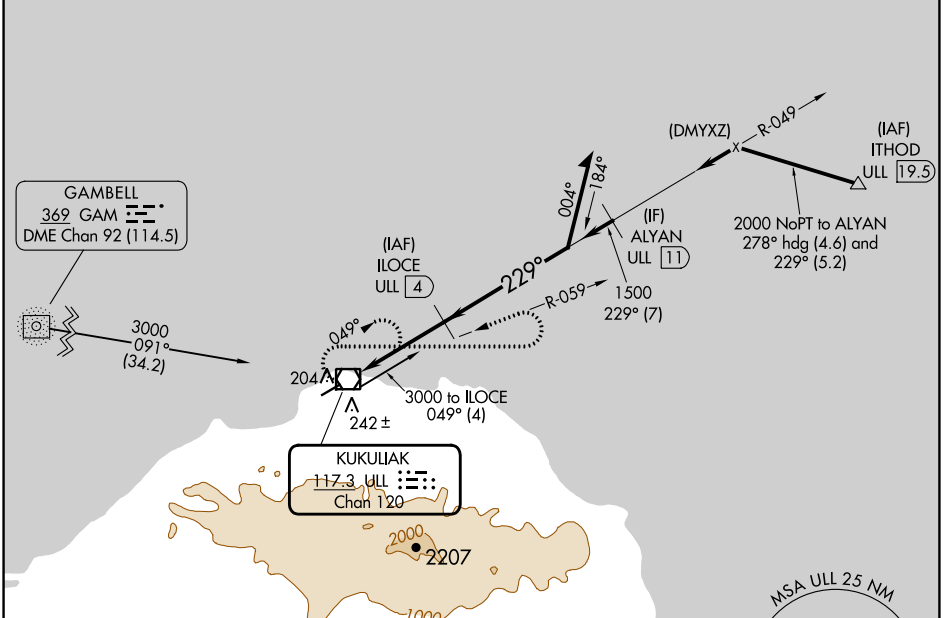 (DMYXZ)
R-049
(IAF)
ITHOD
ULL 19.5
2000 NoPT to ALYAN
278° hdg (4.6) and
229° (5.2)
004°
184°
(IF)
ALYAN
ULL 11
1500
229° (7)
GAMBELL
369 GAM
DME Chan 92 (114.5)
(IAF)
ILOCE
ULL 4
229°
R-059
3000
091°
(34.2)
049°
204
3000 to ILOCE
049° (4)
242 ±
KUKULIAK
117.3 ULL
Chan 120
2000
2207
1000
MSA ULL 25 NM